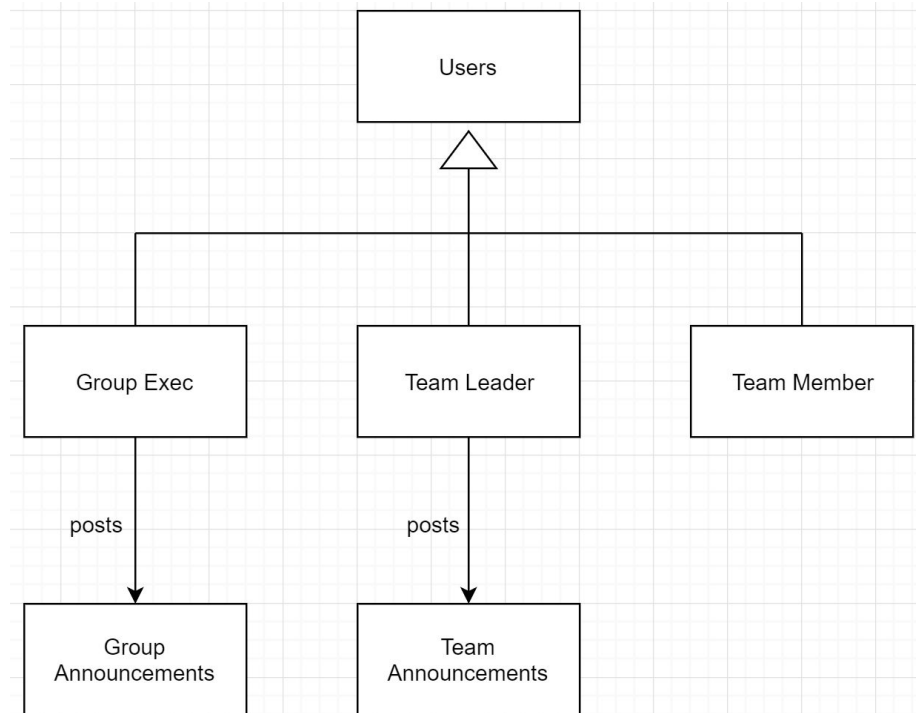 Users
Group Exec
Team Leader
Team Member
posts
posts
Group
Announcements
Team
Announcements